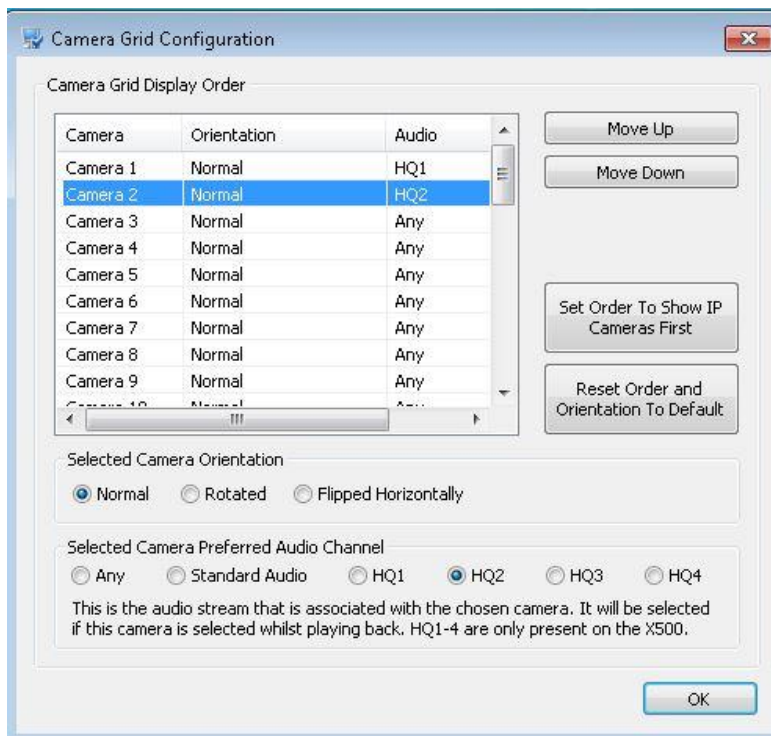 Camera Grid Configuration
Camera Grid Display Order
Camera Orientation Audio
Camera 1 Normal HQ1
Camera 2 Normal HQ2
Camera 3 Normal Any
Camera 4 Normal Any
Camera 5 Normal Any
Camera 6 Normal Any
Camera 7 Normal Any
Camera 8 Normal Any
Camera 9 Normal Any
Camera 10 Normal Any
Move Up
Move Down
Set Order To Show IP
Cameras First
Reset Order and
Orientation To Default
Selected Camera Orientation
Normal Rotated Flipped Horizontally
Selected Camera Preferred Audio Channel
Any Standard Audio HQ1 HQ2 HQ3 HQ4
This is the audio stream that is associated with the chosen camera. It will be selected
if this camera is selected whilst playing back. HQ1-4 are only present on the X500.
OK